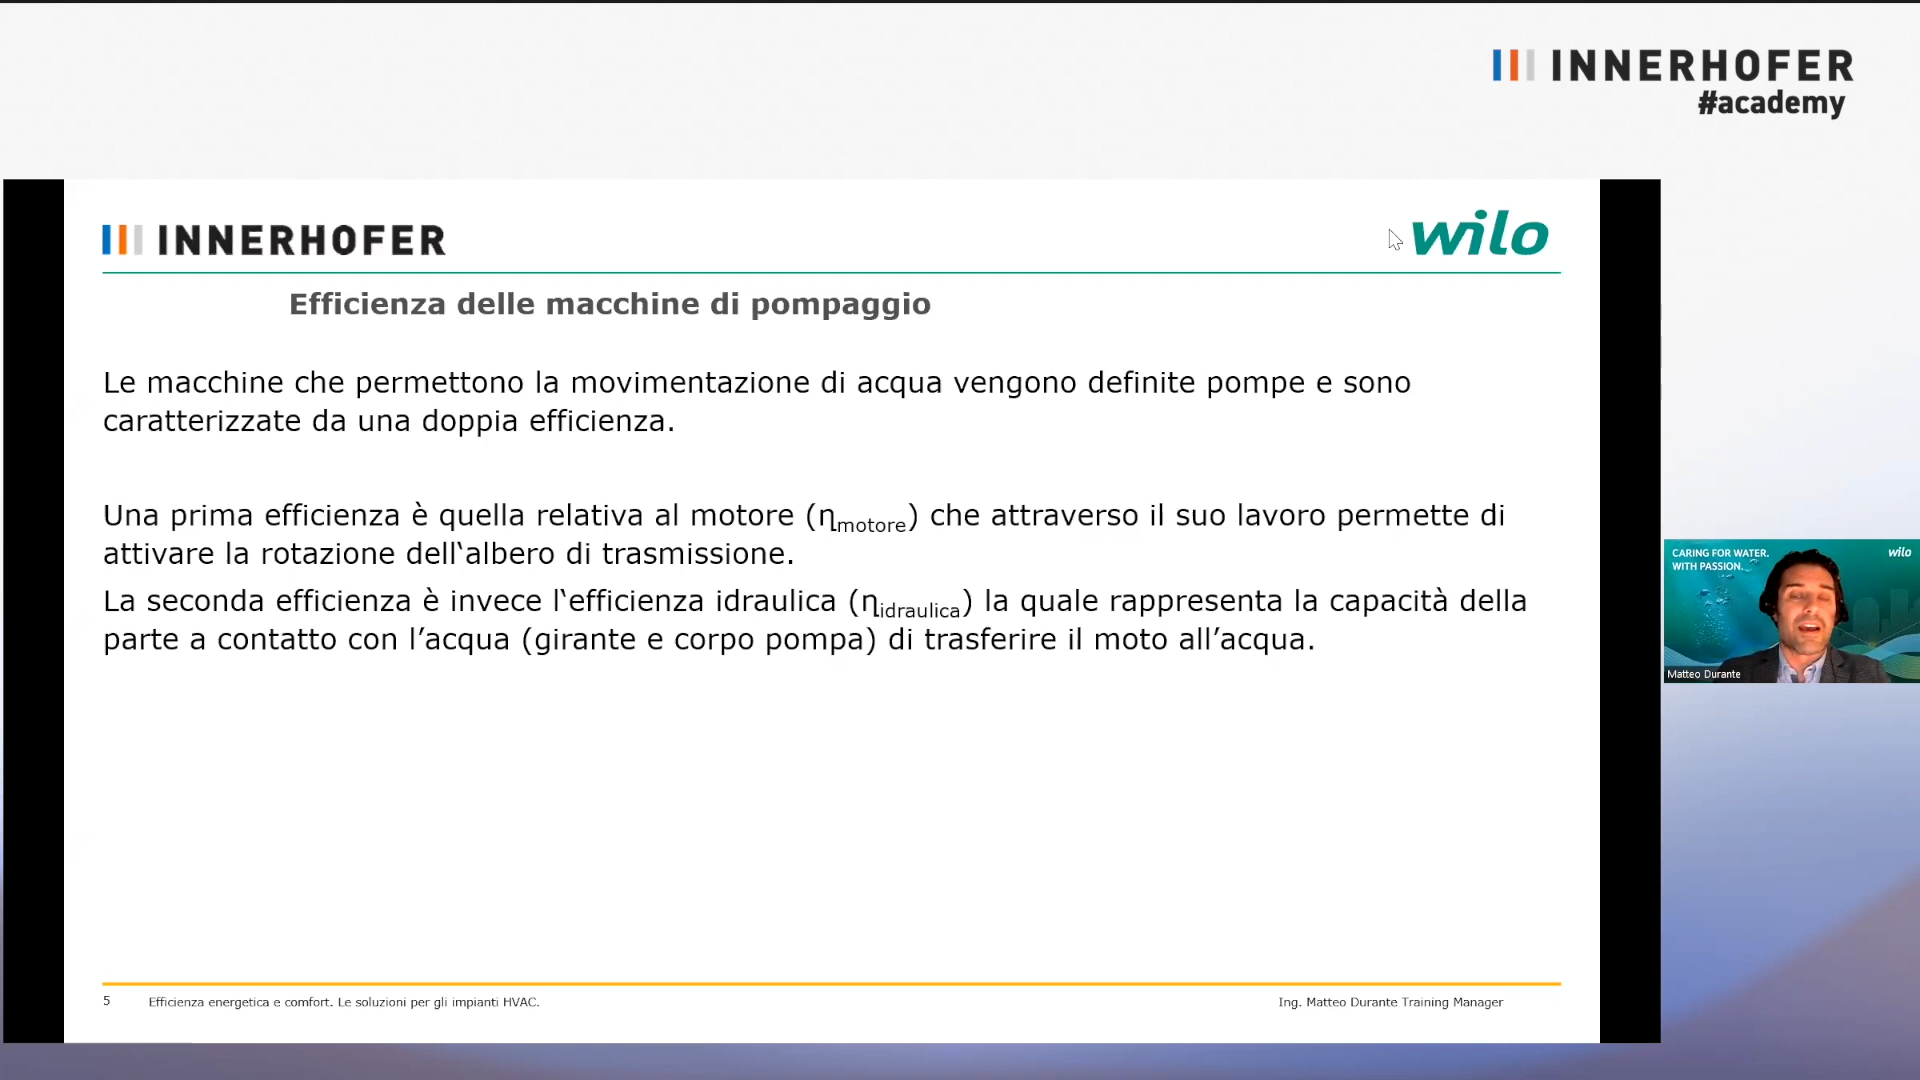 INNERHOFER
#academy
INNERHOFER
wilo
Efficienza delle macchine di pompaggio
Le macchine che permettono la movimentazione di acqua vengono definite pompe e sono
caratterizzate da una doppia efficienza.
Una prima efficienza è quella relativa al motore (ηmotore) che attraverso il suo lavoro permette di
attivare la rotazione dell‘albero di trasmissione.
La seconda efficienza è invece l‘efficienza idraulica (ηidraulica) la quale rappresenta la capacità della
parte a contatto con l’acqua (girante e corpo pompa) di trasferire il moto all’acqua.
CARING FOR WATER.
WITH PASSION.
wilo
Matteo Durante
5
Efficienza energetica e comfort. Le soluzioni per gli impianti HVAC.
Ing. Matteo Durante Training Manager